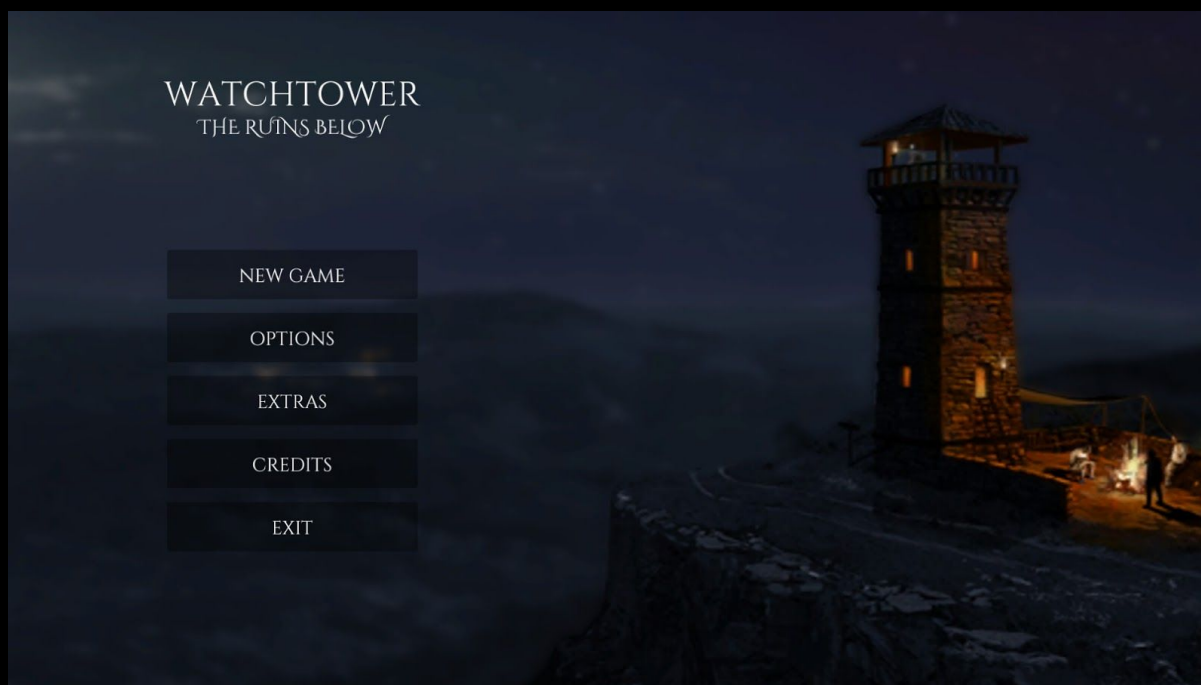 WATCHTOWER
THE RUINS BELOW
NEW GAME
OPTIONS
EXTRAS
CREDITS
EXIT